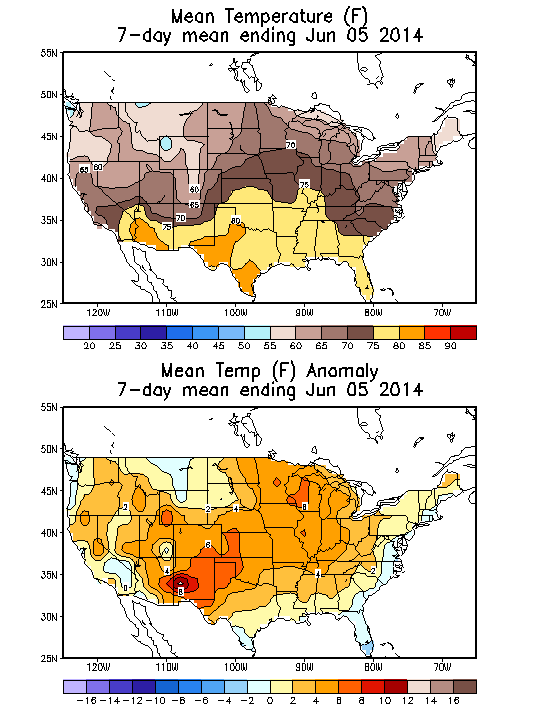 Mean Temperature (F)
7-day mean ending Jun 05 2014
55N
50N
45N
40N
35N
30N
25N
70
65
60
75
60
65
70
75
80
120W 110W 100W 90W 80W 70W
20 25 30 35 40 45 50 55 60 65 70 75 80 85 90
Mean Temp (F) Anomaly
7-day mean ending Jun 05 2014
55N
50N
45N
40N
35N
30N
25N
2
2
4
6
6
4
4
2
0
8
120W 110W 100W 90W 80W 70W
-16 -14 -12 -10 -8 -6 -4 -2 0 2 4 6 8 10 12 14 16